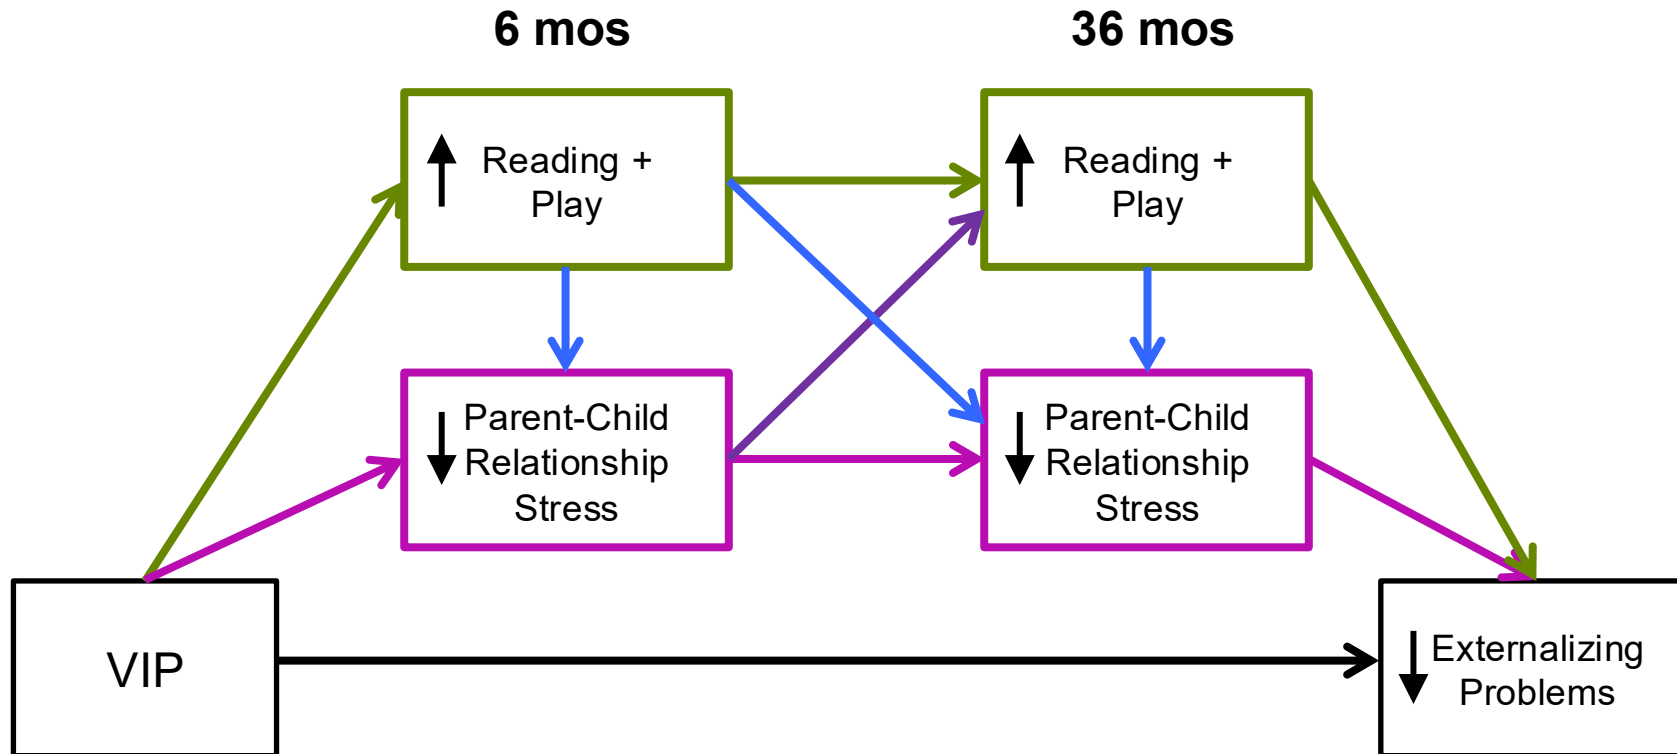 6 mos
36 mos
Reading +
Play
Reading +
Play
Parent-Child
Relationship
Stress
Parent-Child
Relationship
Stress
VIP
Externalizing
Problems